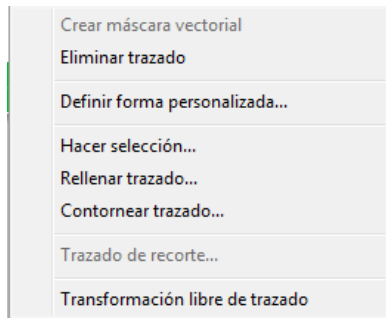 Crear máscara vectorial
Eliminar trazado
Definir forma personalizada...
Hacer selección...
Rellenar trazado...
Contornear trazado...
Trazado de recorte...
Transformación libre de trazado